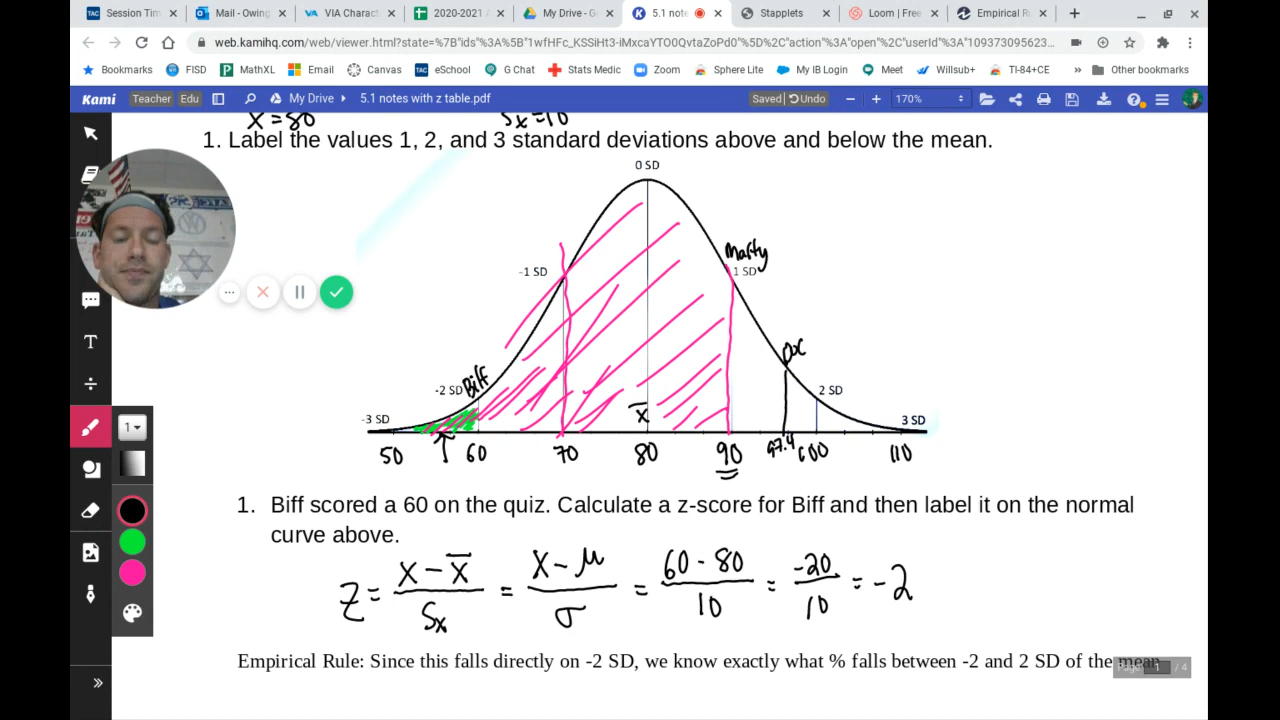 Session Tim
Mail - Owing
VIA Charact
2020-2021 A
My Drive - G
5.1 note
Stapplets
Loom | Free
Empirical Ru
web.kamihq.com/web/viewer.html?state=%7B"ids"%3A%5B"1wfHFc_KSSiHt3-iMxcaYTO0QvtaZoPd0"%5D%2C"action"%3A"open"%2C"userId"%3A"109373095623...
Bookmarks
FISD
MathXL
Email
Canvas
eSchool
G Chat
Stats Medic
Zoom
Sphere Lite
My IB Login
Meet
Willsub+
TI-84+CE
Other bookmarks
Kami
Teacher
Edu
My Drive
5.1 notes with z table.pdf
Saved
Undo
170%
x = 80
Sx=10
1. Label the values 1, 2, and 3 standard deviations above and below the mean.
0 SD
Marty
-1 SD
1 SD
Doc
Biff
-2 SD
2 SD
-3 SD
x̄
3 SD
50 60 70 80 90 97.4 100 110
1. Biff scored a 60 on the quiz. Calculate a z-score for Biff and then label it on the normal
curve above.
Z = (x - x̄)/Sx = (x - μ)/σ = (60 - 80)/10 = -20/10 = -2
Empirical Rule: Since this falls directly on -2 SD, we know exactly what % falls between -2 and 2 SD of the mean
Page 1 / 4